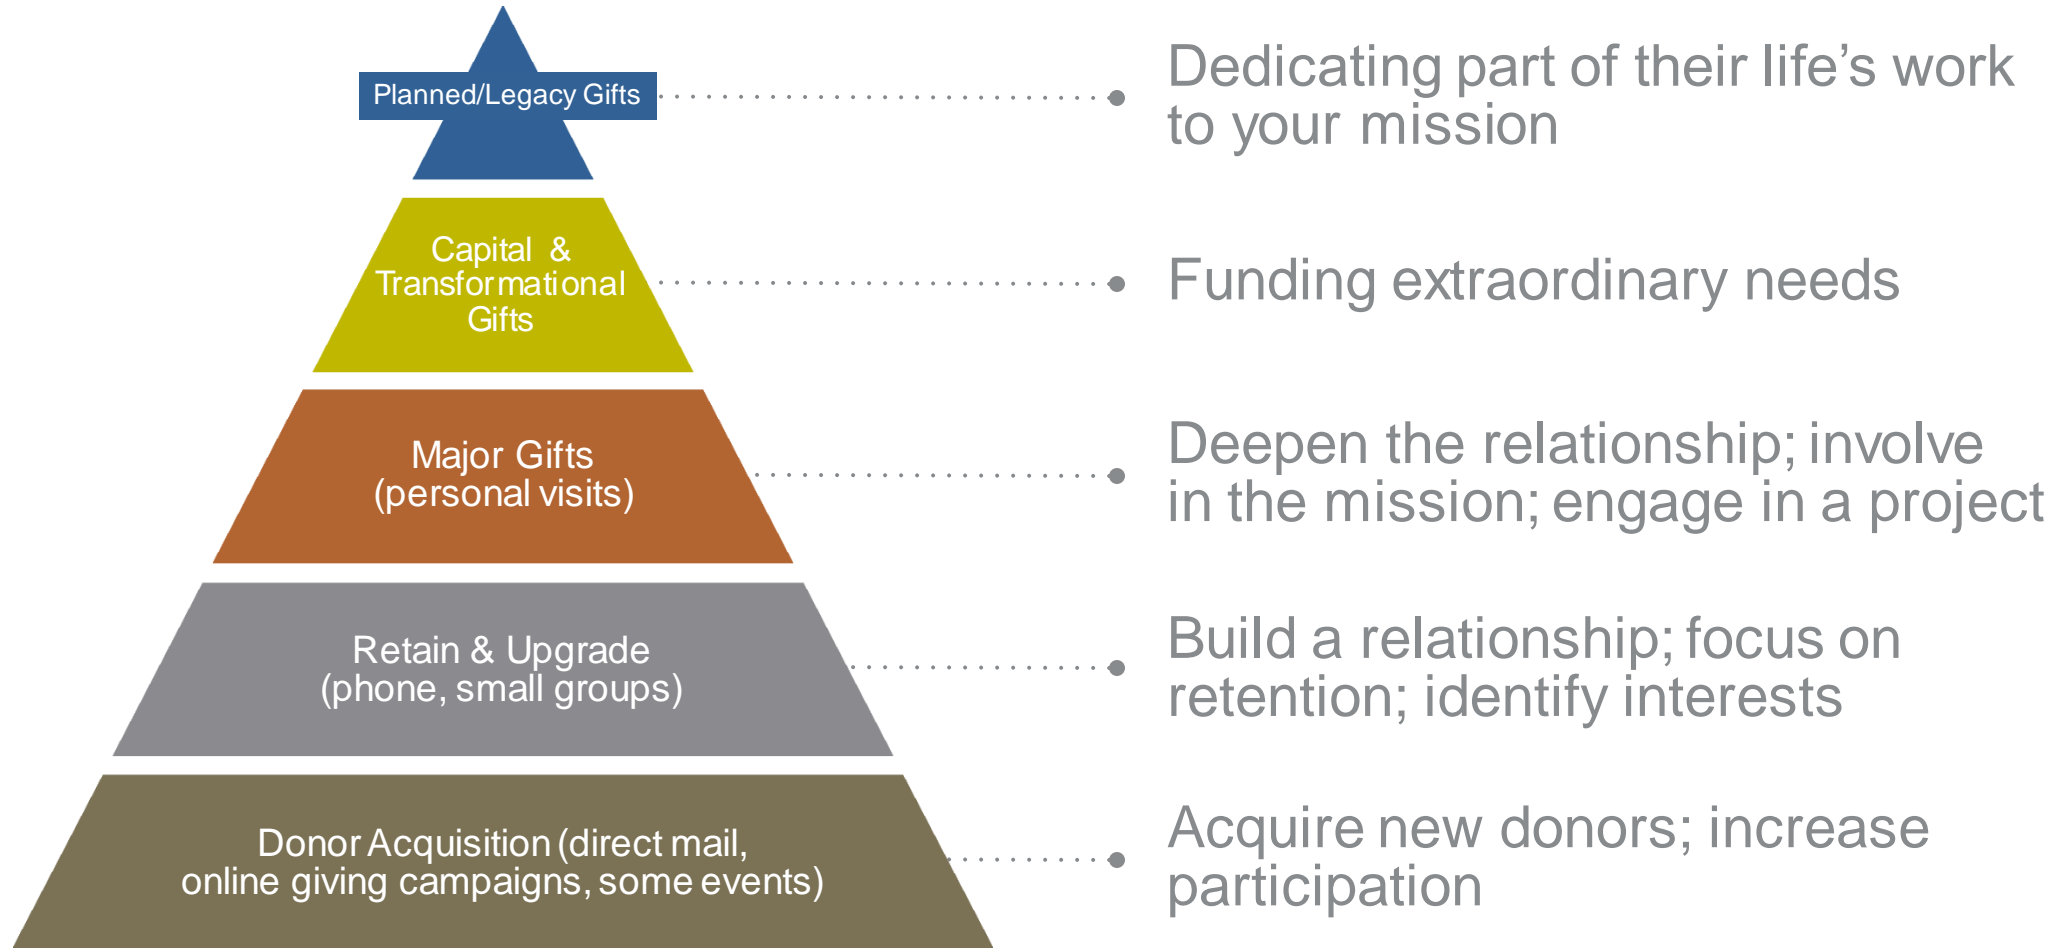 Planned/Legacy Gifts
Dedicating part of their life’s work
to your mission
Capital & 
Transformational
Gifts
Funding extraordinary needs
Major Gifts
(personal visits)
Deepen the relationship; involve
in the mission; engage in a project
Retain & Upgrade
(phone, small groups)
Build a relationship; focus on
retention; identify interests
Donor Acquisition (direct mail,
online giving campaigns, some events)
Acquire new donors; increase
participation